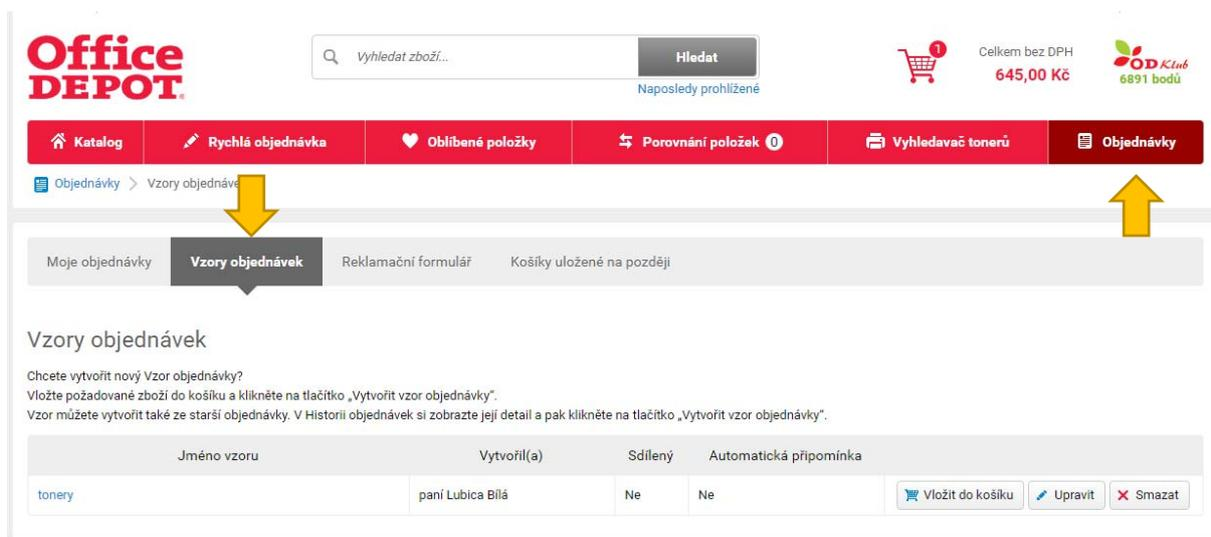 Office
DEPOT
Vyhledat zboží...
Hledat
Naposledy prohlížené
1
Celkem bez DPH
645,00 Kč
OD Klub
6891 bodů
Katalog
Rychlá objednávka
Oblíbené položky
Porovnání položek 0
Vyhledavač tonerů
Objednávky
Objednávky > Vzory objednáve
Moje objednávky
Vzory objednávek
Reklamační formulář
Košíky uložené na později
Vzory objednávek
Chcete vytvořit nový Vzor objednávky?
Vložte požadované zboží do košíku a klikněte na tlačítko „Vytvořit vzor objednávky".
Vzor můžete vytvořit také ze starší objednávky. V Historii objednávek si zobrazte její detail a pak klikněte na tlačítko „Vytvořit vzor objednávky".
Jméno vzoru Vytvořil(a) Sdílený Automatická připomínka
tonery paní Lubica Bílá Ne Ne Vložit do košíku Upravit Smazat